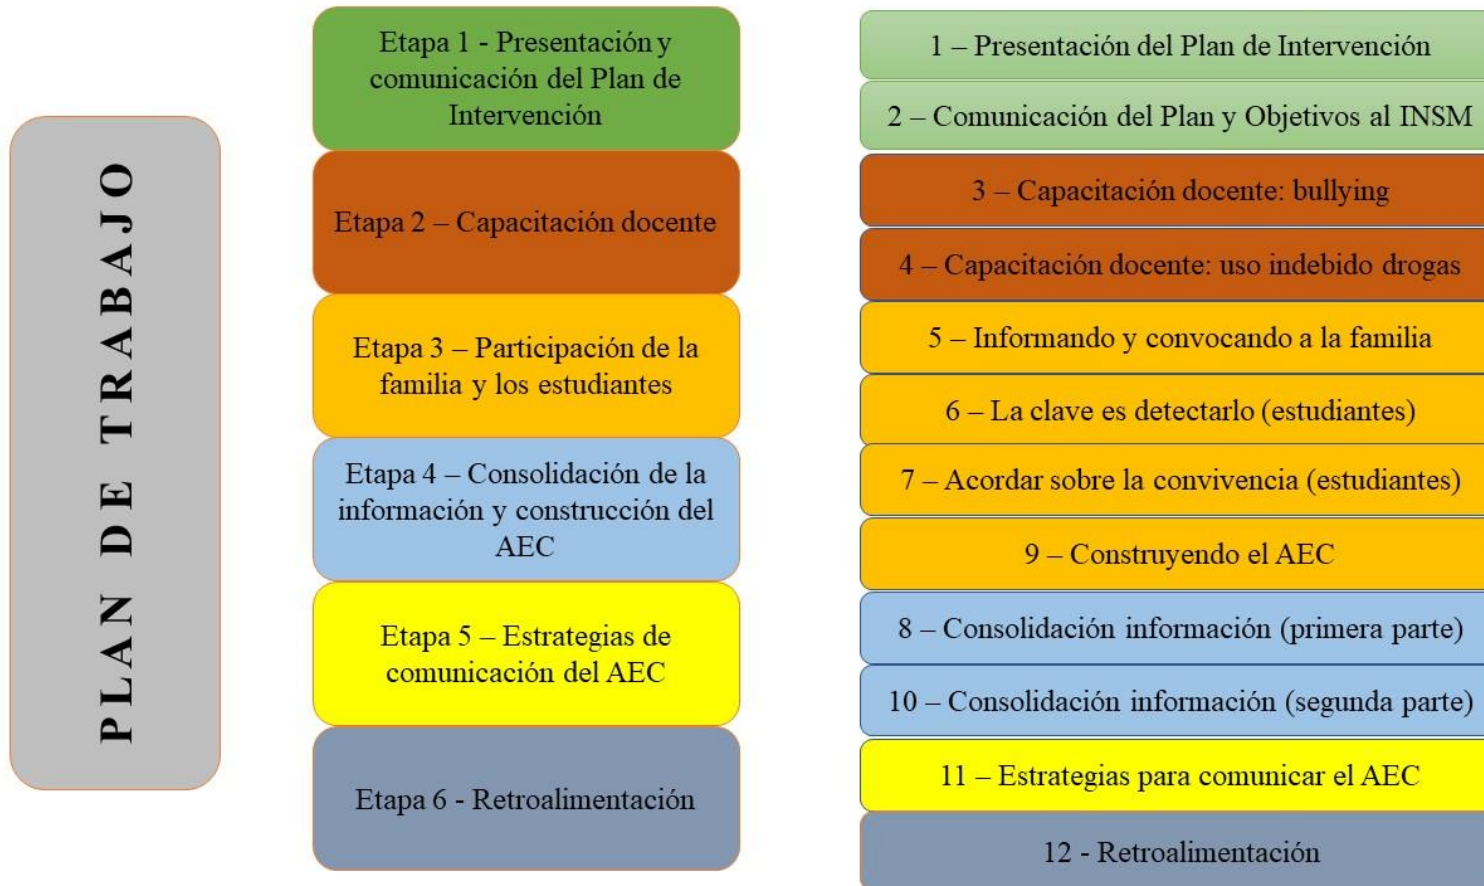 PLAN DE TRABAJO
Etapa 1 - Presentación y
comunicación del Plan de
Intervención
Etapa 2 – Capacitación docente
Etapa 3 – Participación de la
familia y los estudiantes
Etapa 4 – Consolidación de la
información y construcción del
AEC
Etapa 5 – Estrategias de
comunicación del AEC
Etapa 6 - Retroalimentación
1 – Presentación del Plan de Intervención
2 – Comunicación del Plan y Objetivos al INSM
3 – Capacitación docente: bullying
4 – Capacitación docente: uso indebido drogas
5 – Informando y convocando a la familia
6 – La clave es detectarlo (estudiantes)
7 – Acordar sobre la convivencia (estudiantes)
9 – Construyendo el AEC
8 – Consolidación información (primera parte)
10 – Consolidación información (segunda parte)
11 – Estrategias para comunicar el AEC
12 - Retroalimentación